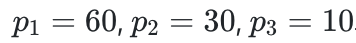 p₁ = 60, p₂ = 30, p₃ = 10.